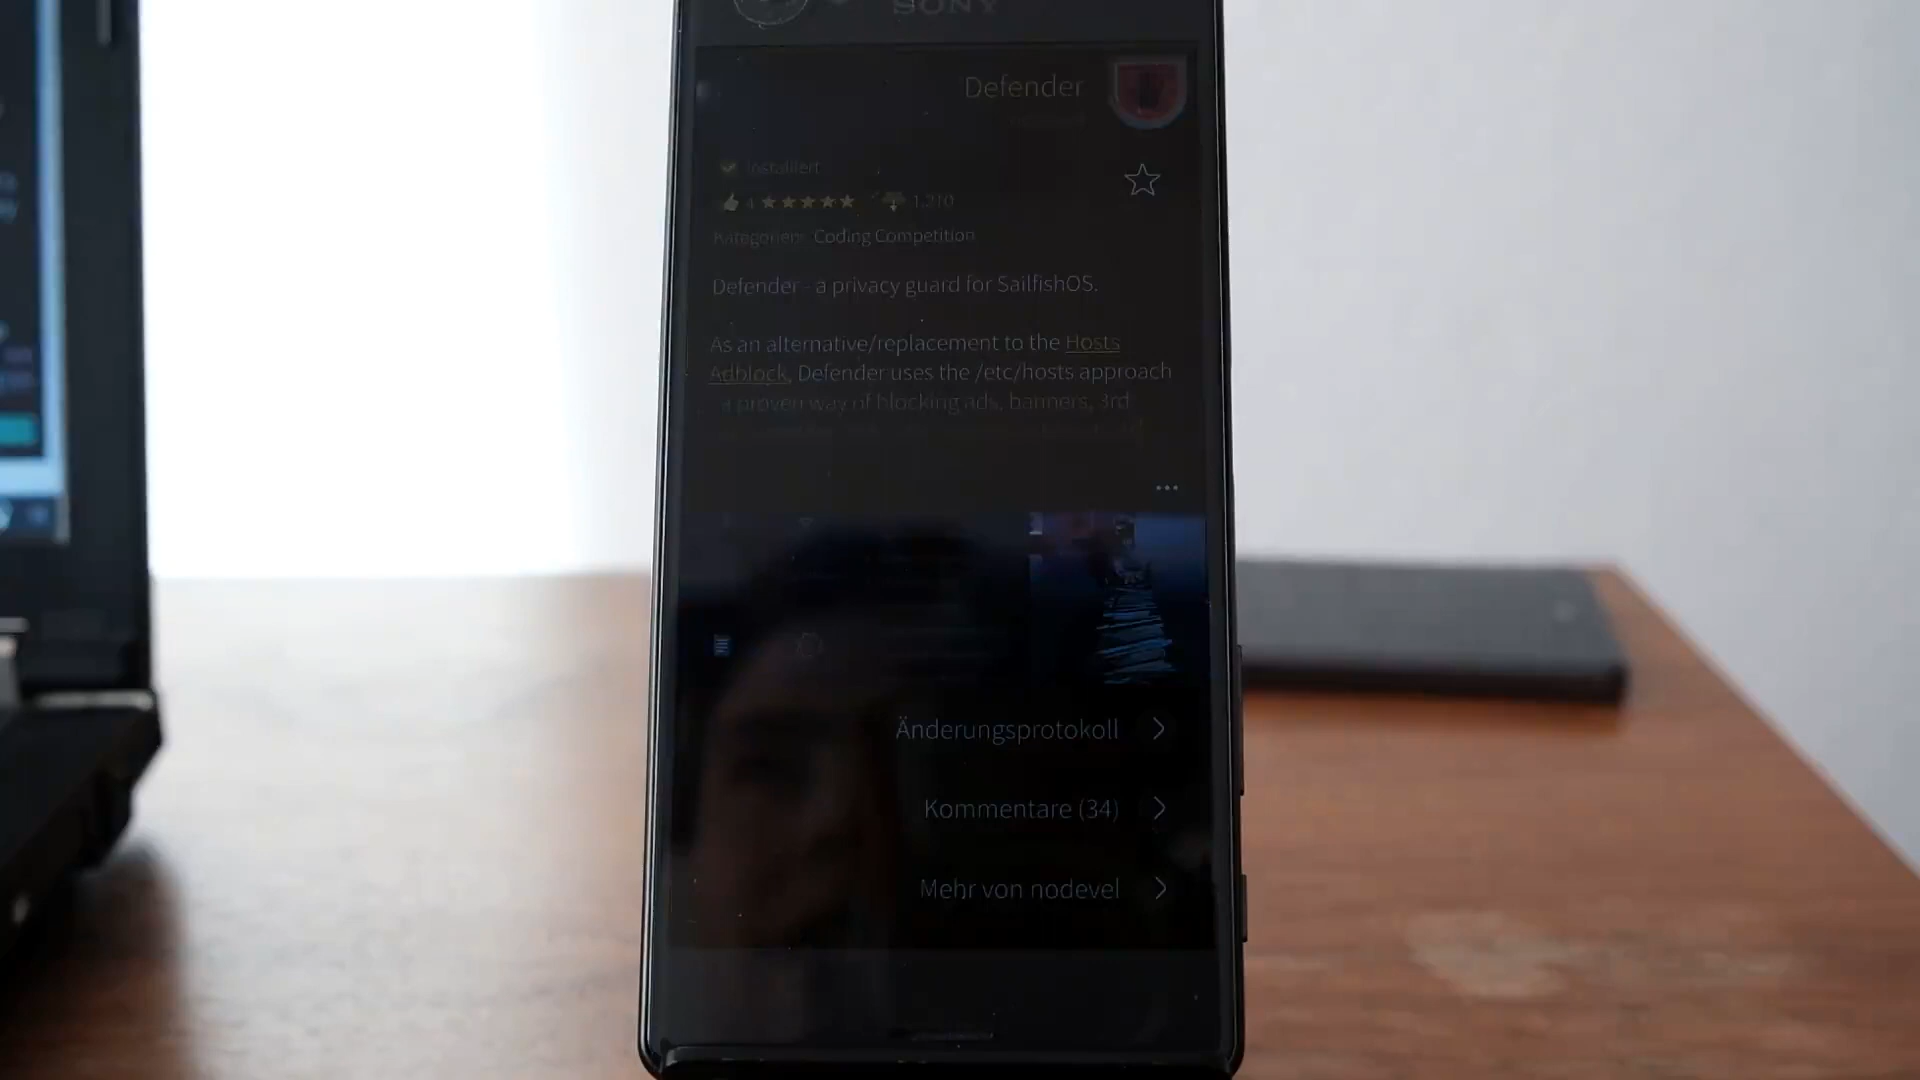 SONY
Defender
Installiert
4 ★★★★★ 1,210
Kategorien: Coding Competition
Defender - a privacy guard for SailfishOS.
As an alternative/replacement to the Hosts
Adblock, Defender uses the /etc/hosts approach
a proven way of blocking ads, banners, 3rd
...
Änderungsprotokoll
Kommentare (34)
Mehr von nodevel